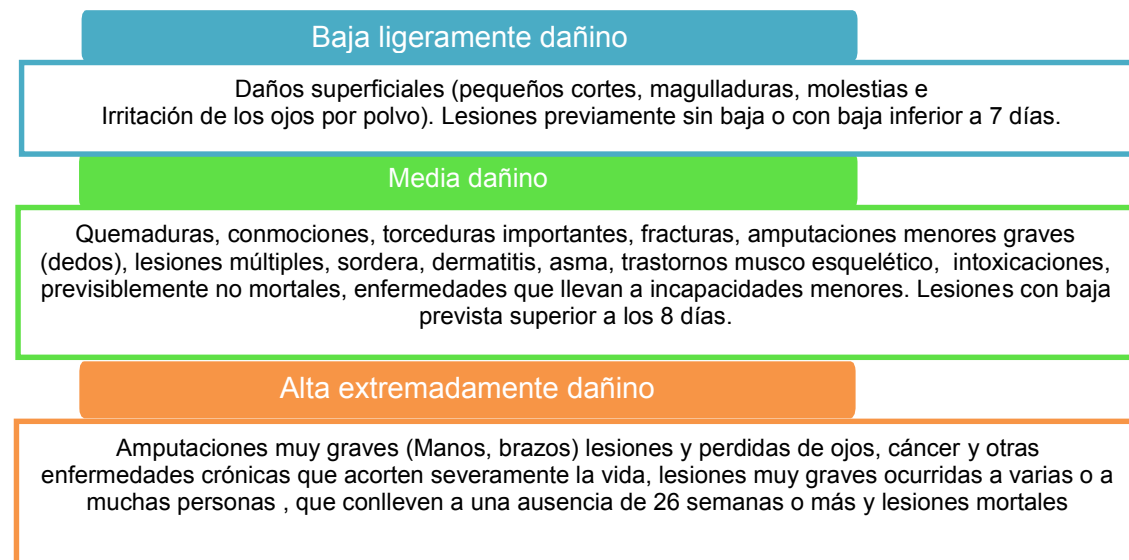 Baja ligeramente dañino
Daños superficiales (pequeños cortes, magulladuras, molestias e
Irritación de los ojos por polvo). Lesiones previamente sin baja o con baja inferior a 7 días.
Media dañino
Quemaduras, conmociones, torceduras importantes, fracturas, amputaciones menores graves
(dedos), lesiones múltiples, sordera, dermatitis, asma, trastornos musco esquelético, intoxicaciones,
previsiblemente no mortales, enfermedades que llevan a incapacidades menores. Lesiones con baja
prevista superior a los 8 días.
Alta extremadamente dañino
Amputaciones muy graves (Manos, brazos) lesiones y perdidas de ojos, cáncer y otras
enfermedades crónicas que acorten severamente la vida, lesiones muy graves ocurridas a varias o a
muchas personas , que conlleven a una ausencia de 26 semanas o más y lesiones mortales